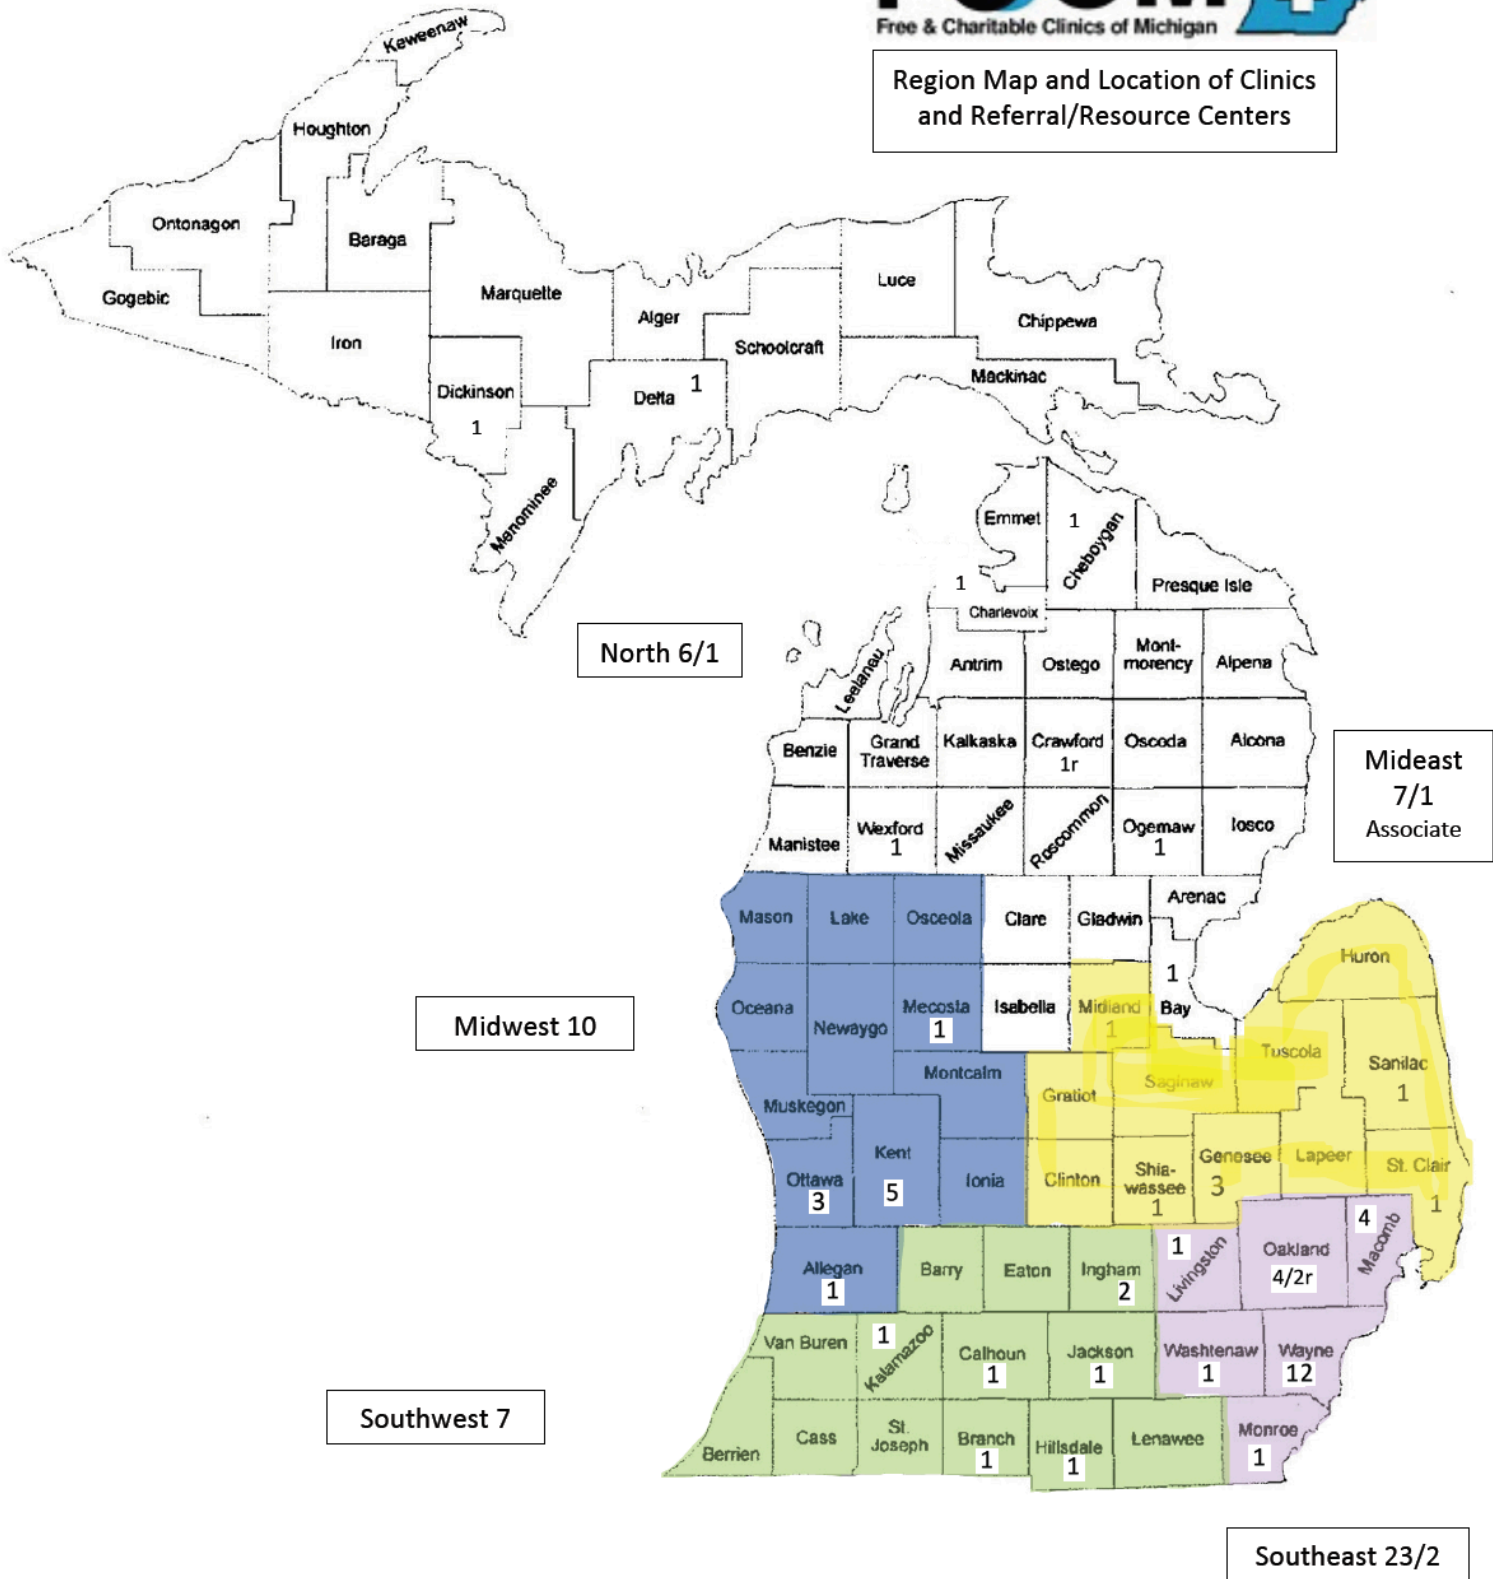 FCCM
Free & Charitable Clinics of Michigan
Region Map and Location of Clinics
and Referral/Resource Centers
Keweenaw
Houghton
Ontonagon
Baraga
Gogebic
Marquette
Luce
Alger
Chippewa
Iron
Schoolcraft
Mackinac
Dickinson
1
Delta
1
Menominee
Emmet
1
Cheboygan
Presque Isle
1
Charlevoix
North 6/1
Leelanau
Antrim
Ostego
Mont-
morency
Alpena
Benzie
Grand
Traverse
Kalkaska
Crawford
1r
Oscoda
Alcona
Mideast
7/1
Associate
Manistee
Wexford
1
Missaukee
Roscommon
Ogemaw
1
Iosco
Mason
Lake
Osceola
Clare
Gladwin
Arenac
Huron
Midwest 10
Oceana
Newaygo
Mecosta
1
Isabella
Midland
1
1
Bay
Tuscola
Sanilac
1
Muskegon
Montcalm
Gratiot
Saginaw
Ottawa
3
Kent
5
Ionia
Clinton
Shia-
wassee
1
Genesee
3
Lapeer
St. Clair
1
Allegan
1
Barry
Eaton
Ingham
2
1
Livingston
Oakland
4/2r
4
Macomb
Van Buren
1
Kalamazoo
Calhoun
1
Jackson
1
Washtenaw
1
Wayne
12
Southwest 7
Berrien
Cass
St.
Joseph
Branch
1
Hillsdale
1
Lenawee
Monroe
1
Southeast 23/2